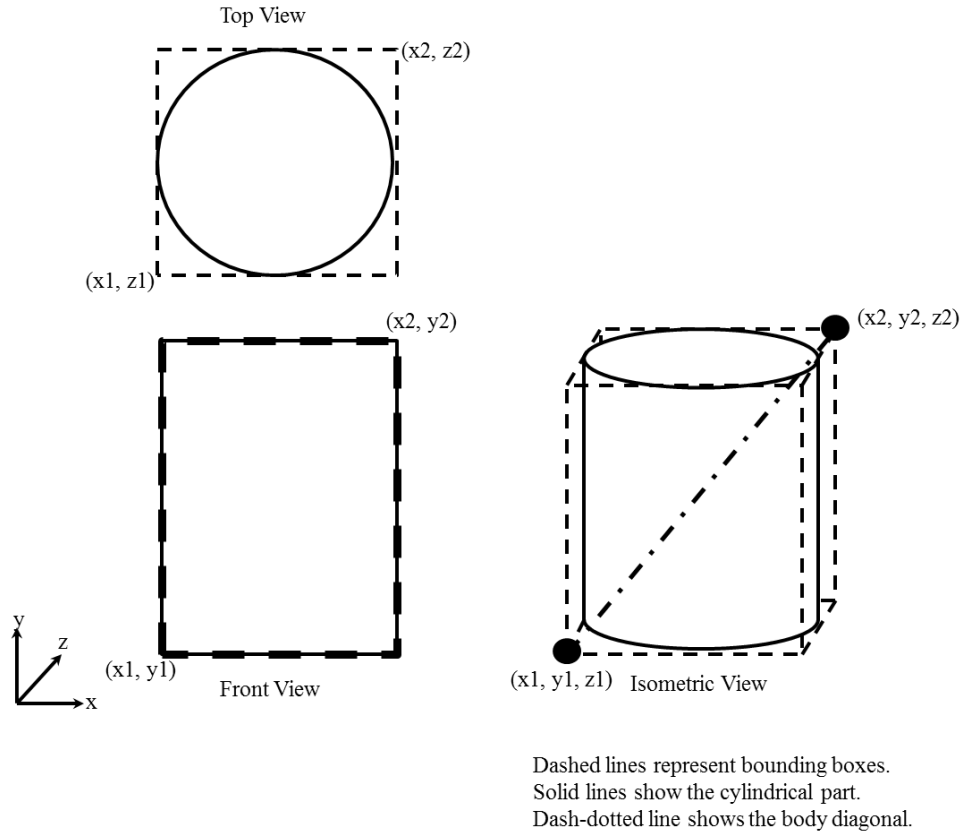 Top View
(x2, z2)
(x1, z1)
(x2, y2)
(x2, y2, z2)
y
z
x
(x1, y1)
Front View
(x1, y1, z1)
Isometric View
Dashed lines represent bounding boxes.
Solid lines show the cylindrical part.
Dash-dotted line shows the body diagonal.